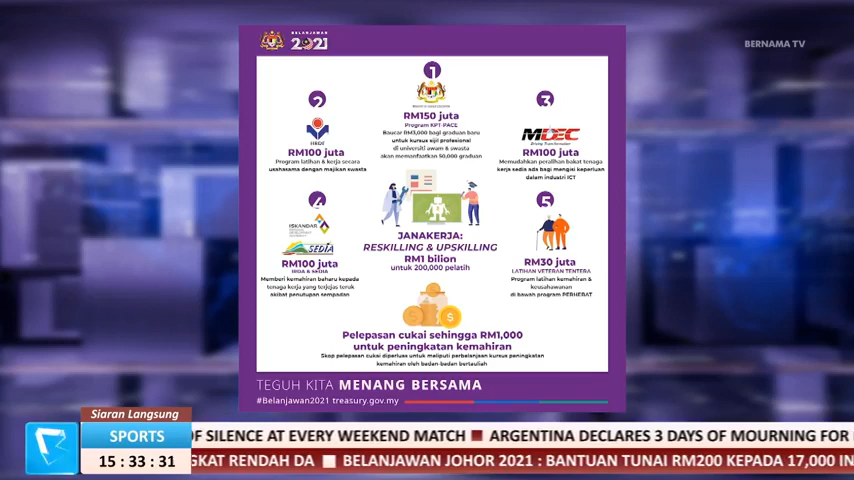 BELANJAWAN
2021
BERNAMA TV
1
RM150 juta
Program KPT-PACE
Baucar RM3,000 bagi graduan baru
untuk kursus sijil profesional
di universiti awam & swasta
akan memanfaatkan 50,000 graduan
2
HRDF
RM100 juta
Program latihan & kerja secara
usahasama dengan majikan swasta
3
MDEC
Driving Transformation
RM100 juta
Memudahkan peralihan bakat tenaga
kerja sedia ada bagi mengisi keperluan
dalam industri ICT
4
ISKANDAR
SEDIA
RM100 juta
IRDA & SEDIA
Memberi kemahiran baharu kepada
tenaga kerja yang terjejas teruk
akibat penutupan sempadan
JANAKERJA:
RESKILLING & UPSKILLING
RM1 bilion
untuk 200,000 pelatih
5
RM30 juta
LATIHAN VETERAN TENTERA
Program latihan kemahiran &
keusahawanan
di bawah program PERHEBAT
$
$
Pelepasan cukai sehingga RM1,000
untuk peningkatan kemahiran
Skop pelepasan cukai diperluas untuk meliputi perbelanjaan kursus peningkatan
kemahiran oleh badan-badan bertauliah
TEGUH KITA MENANG BERSAMA
#Belanjawan2021 treasury.gov.my
Siaran Langsung
SPORTS
OF SILENCE AT EVERY WEEKEND MATCH ■ ARGENTINA DECLARES 3 DAYS OF MOURNING FOR
15 : 33 : 31
GKAT RENDAH DA ■ BELANJAWAN JOHOR 2021 : BANTUAN TUNAI RM200 KEPADA 17,000 IN